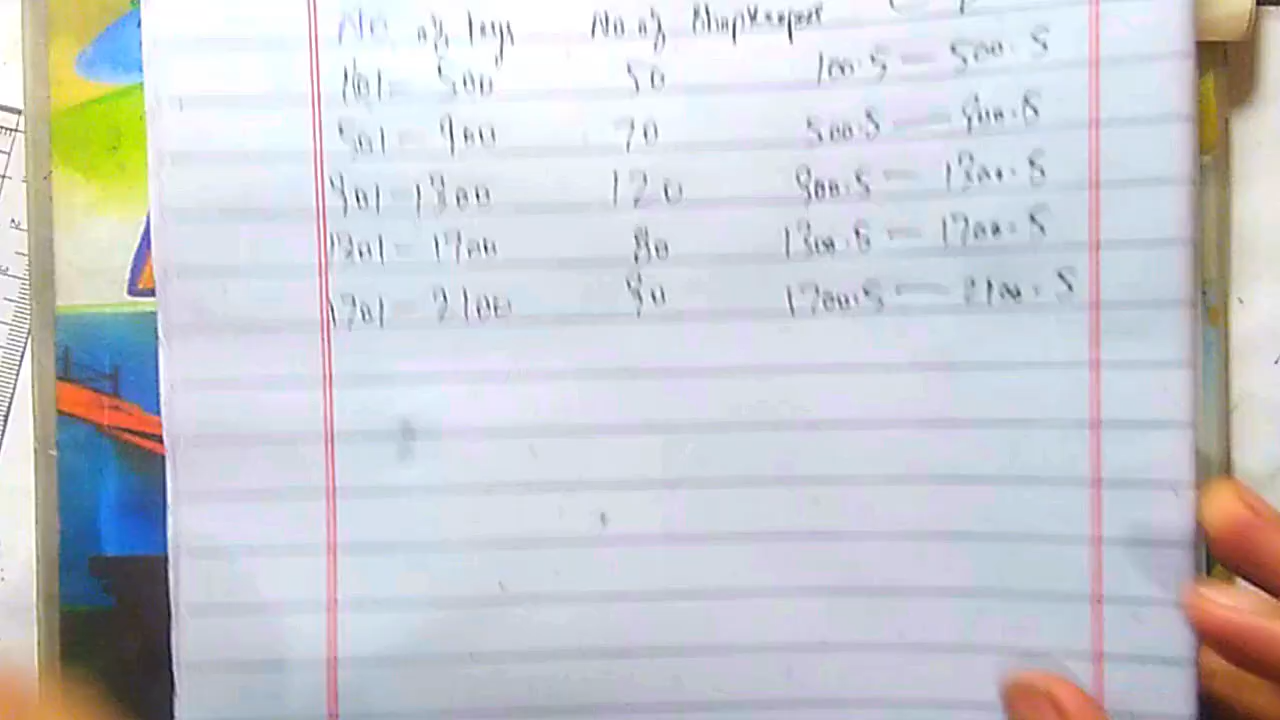 No. of toys No. of Shopkeeper
101 - 500 50 100.5 - 500.5
501 - 900 70 500.5 - 900.5
901 - 1300 120 900.5 - 1300.5
1301 - 1700 80 1300.5 - 1700.5
1701 - 2100 80 1700.5 - 2100.5